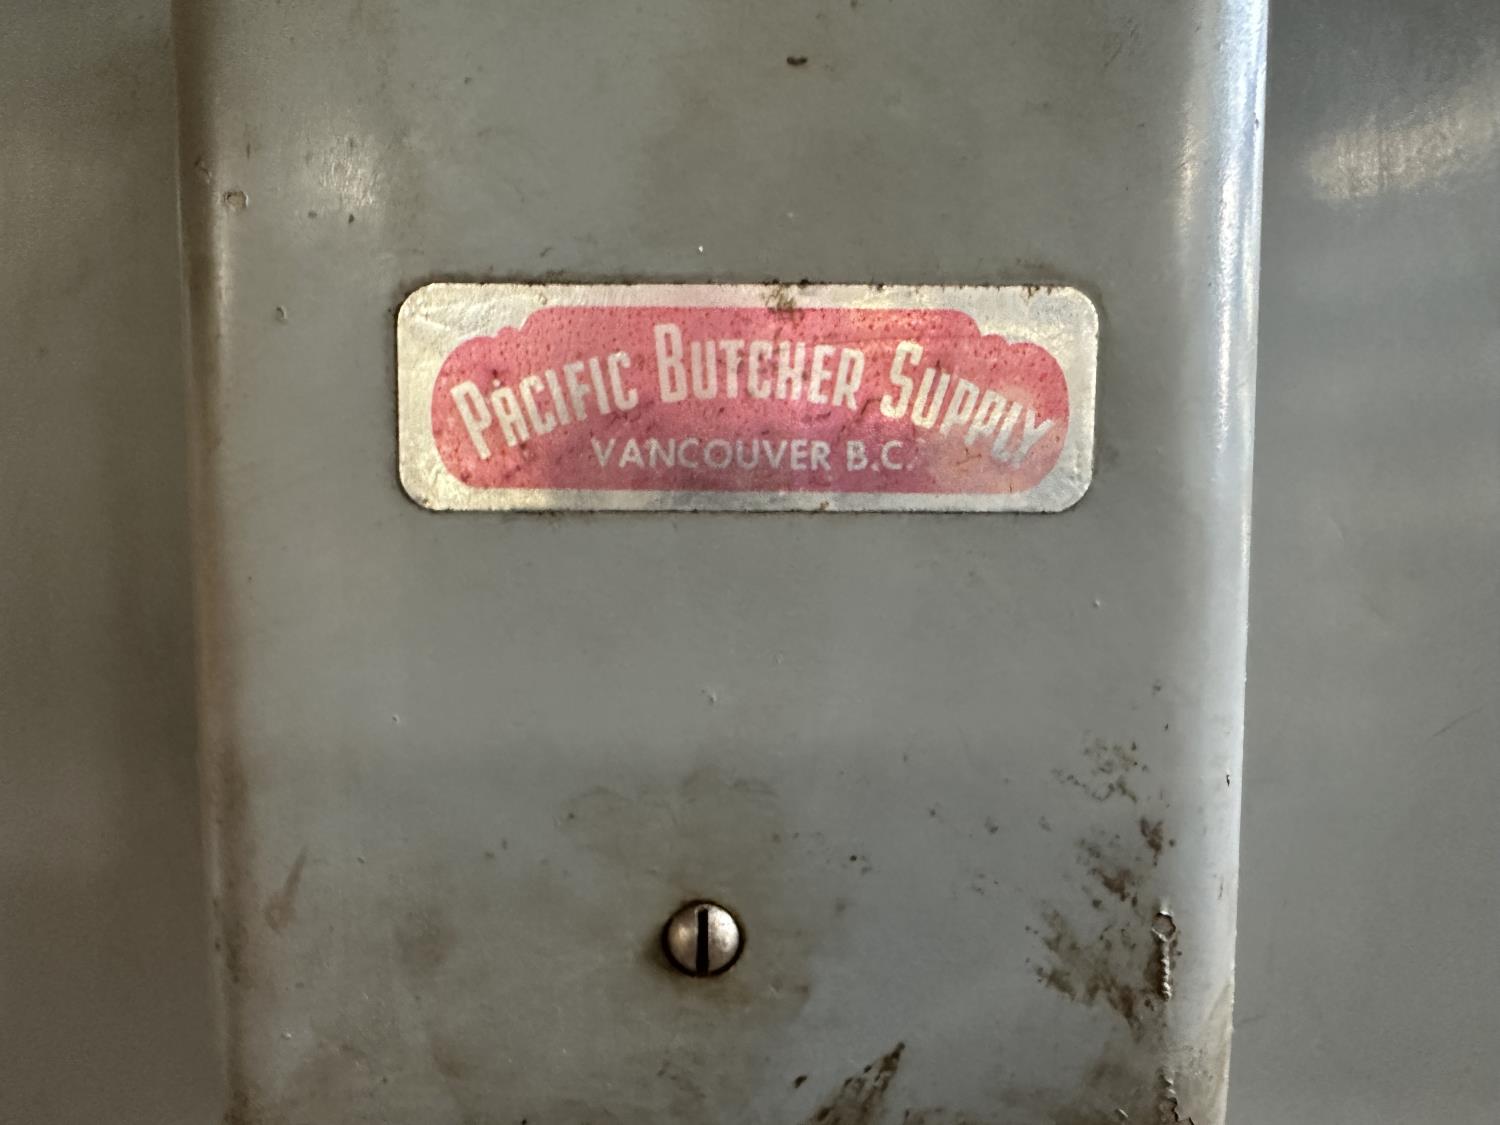 PACIFIC BUTCHER SUPPLY
VANCOUVER B.C.